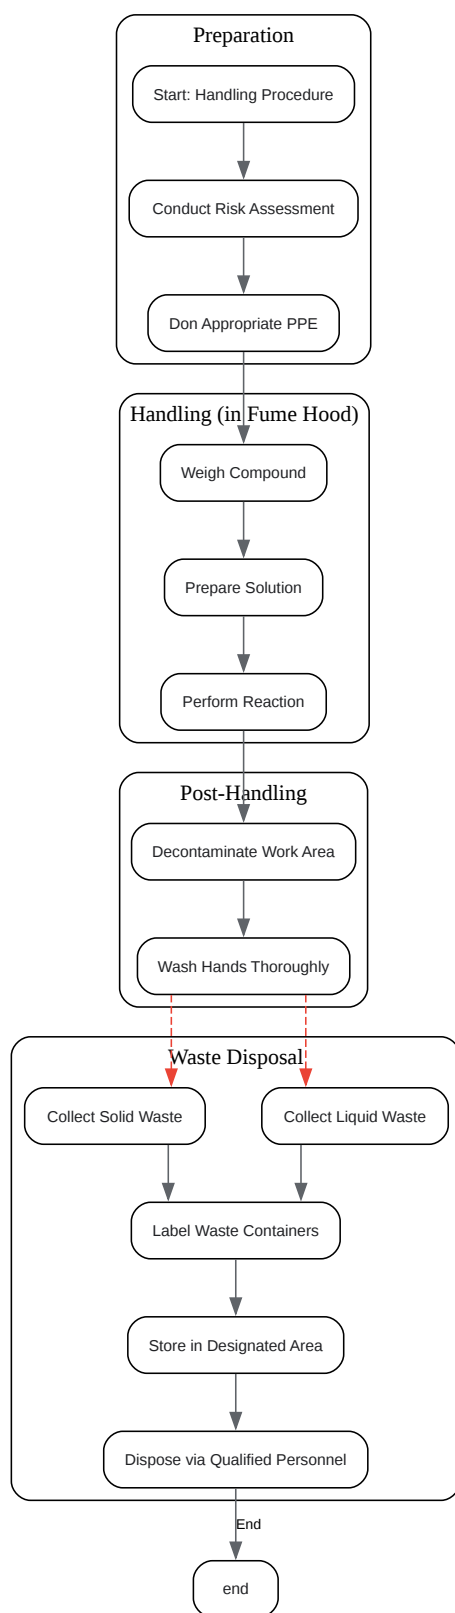 Preparation
Start: Handling Procedure
Conduct Risk Assessment
Don Appropriate PPE
Handling (in Fume Hood)
Weigh Compound
Prepare Solution
Perform Reaction
Post-Handling
Decontaminate Work Area
Wash Hands Thoroughly
Waste Disposal
Collect Solid Waste
Collect Liquid Waste
Label Waste Containers
Store in Designated Area
Dispose via Qualified Personnel
End
end